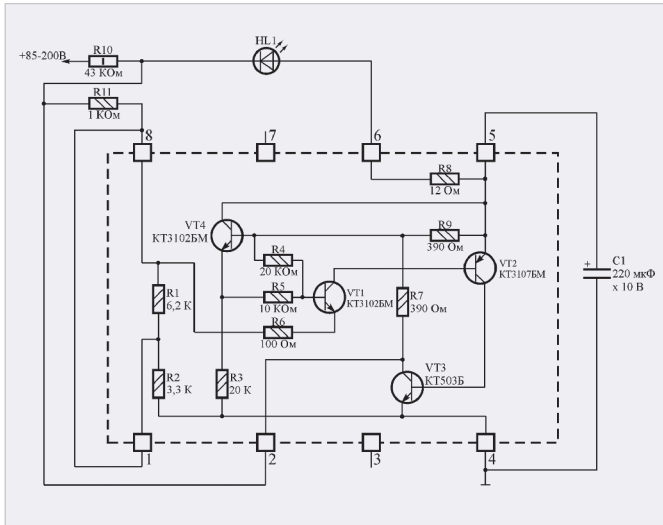 HL1
+85-200В
R10
43 КОм
R11
1 КОм
8
7
6
5
R8
12 Ом
VT4
КТ3102БМ
R9
390 Ом
R4
20 КОм
VT2
КТ3107БМ
C1
220 мкФ
х 10 В
+
R5
10 КОм
VT1
КТ3102БМ
R1
6,2 К
R7
390 Ом
R6
100 Ом
VT3
КТ503Б
R2
3,3 К
R3
20 К
1
2
3
4